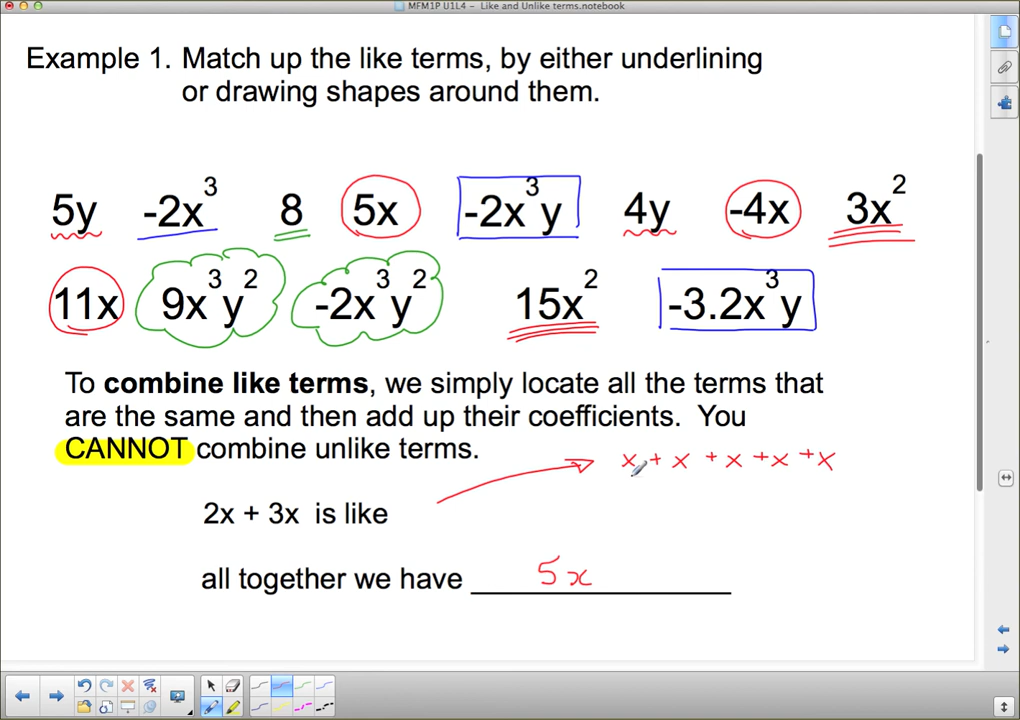 MFM1P U1L4 - Like and Unlike terms.notebook
Example 1. Match up the like terms, by either underlining
or drawing shapes around them.
5y -2x³ 8 5x -2x³y 4y -4x 3x²
11x 9x³y² -2x³y² 15x² -3.2x³y
To combine like terms, we simply locate all the terms that
are the same and then add up their coefficients. You
CANNOT combine unlike terms.
x + x + x + x + x
2x + 3x is like
all together we have 5x